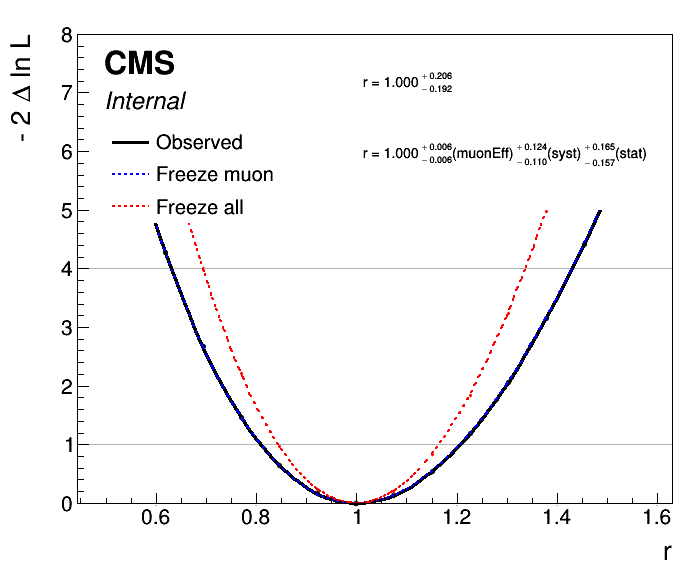 - 2 Δ ln L
8
7
6
5
4
3
2
1
0
CMS
Internal
Observed
Freeze muon
Freeze all
r = 1.000 + 0.206 - 0.192
r = 1.000 + 0.006 - 0.006 (muonEff) + 0.124 - 0.110 (syst) + 0.165 - 0.157 (stat)
0.6 0.8 1 1.2 1.4 1.6
r